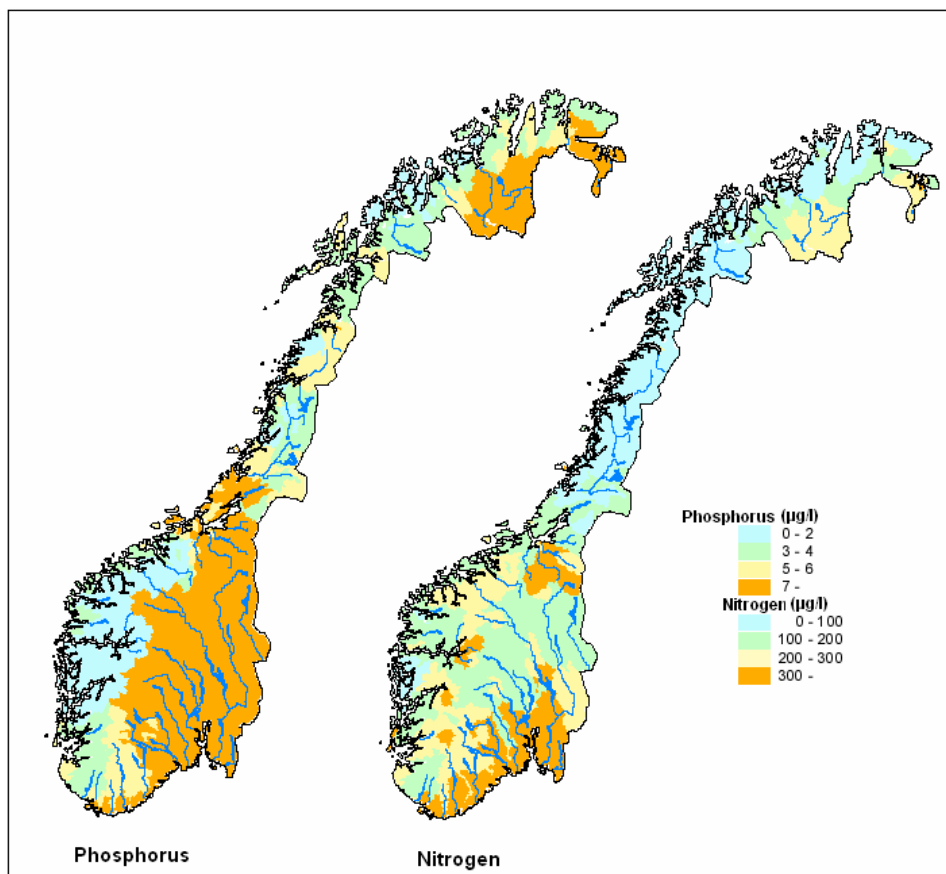 Phosphorus (µg/l)
0 - 2
3 - 4
5 - 6
7 -
Nitrogen (µg/l)
0 - 100
100 - 200
200 - 300
300 -
Phosphorus
Nitrogen